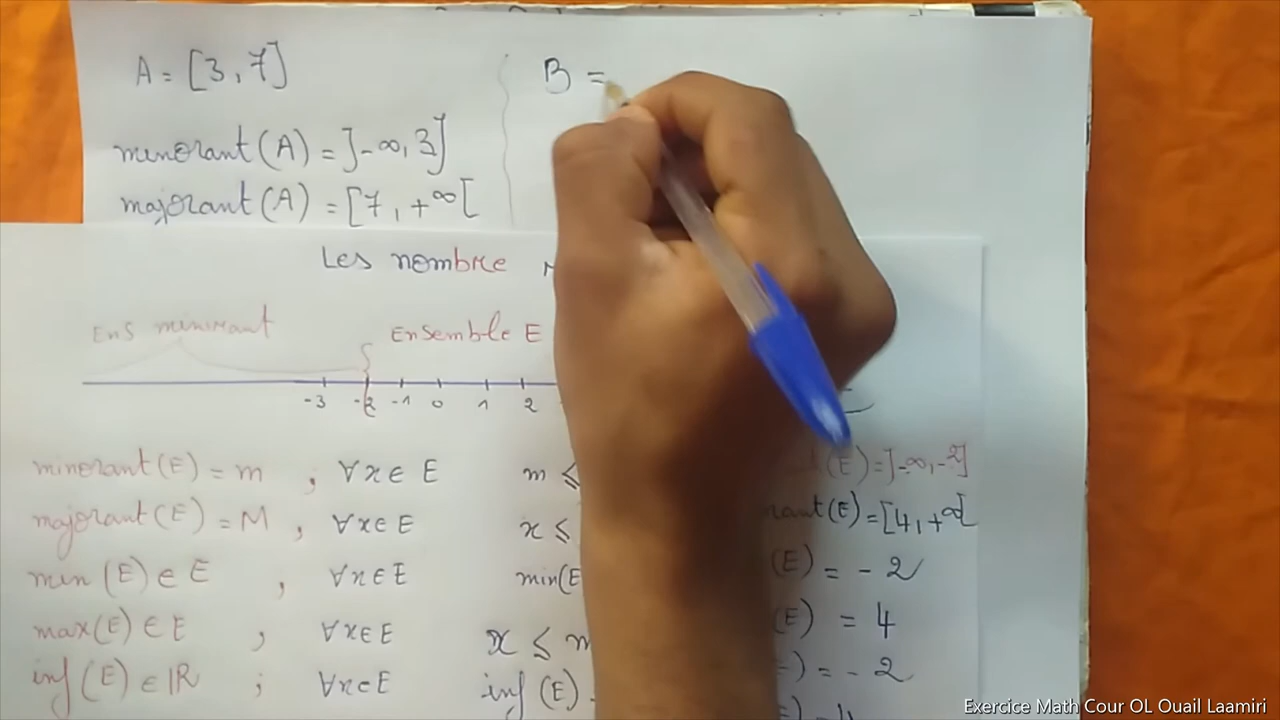 A = [3, 7]
minorant(A) = ]-∞, 3]
majorant(A) = [7, +∞[
B =
Les nombre
Ens minorant
Ensemble E
-3 -2 -1 0 1 2
minorant(E) = m ; ∀x ∈ E m ⩽ (E) = ]-∞, -2]
majorant(E) = M , ∀x ∈ E x ⩽ rant(E) = [4, +∞[
min (E) ∈ E , ∀x ∈ E min(E (E) = - 2
max(E) ∈ E , ∀x ∈ E x ⩽ m (E) = 4
inf (E) ∈ IR ; ∀x ∈ E inf (E) ) = - 2
Exercice Math Cour OL Ouail Laamiri